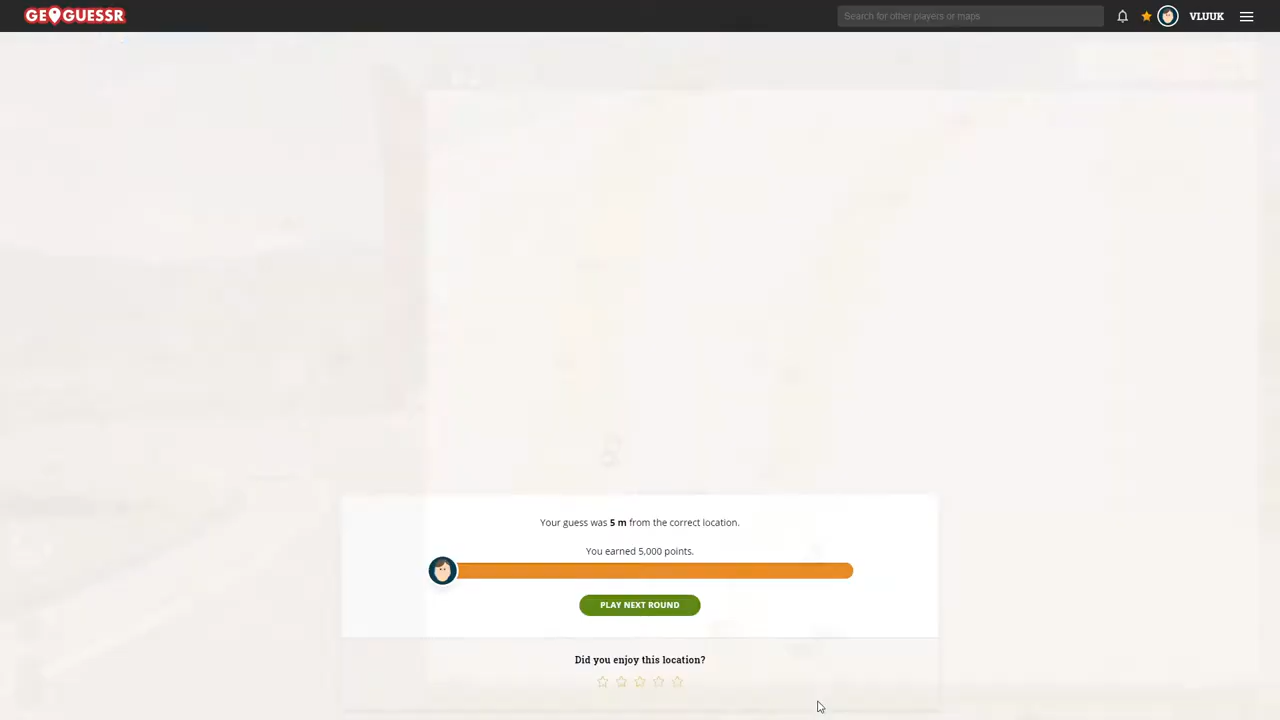 GEOGUESSR
Search for other players or maps
VLUUK
Your guess was 5 m from the correct location.
You earned 5,000 points.
PLAY NEXT ROUND
Did you enjoy this location?